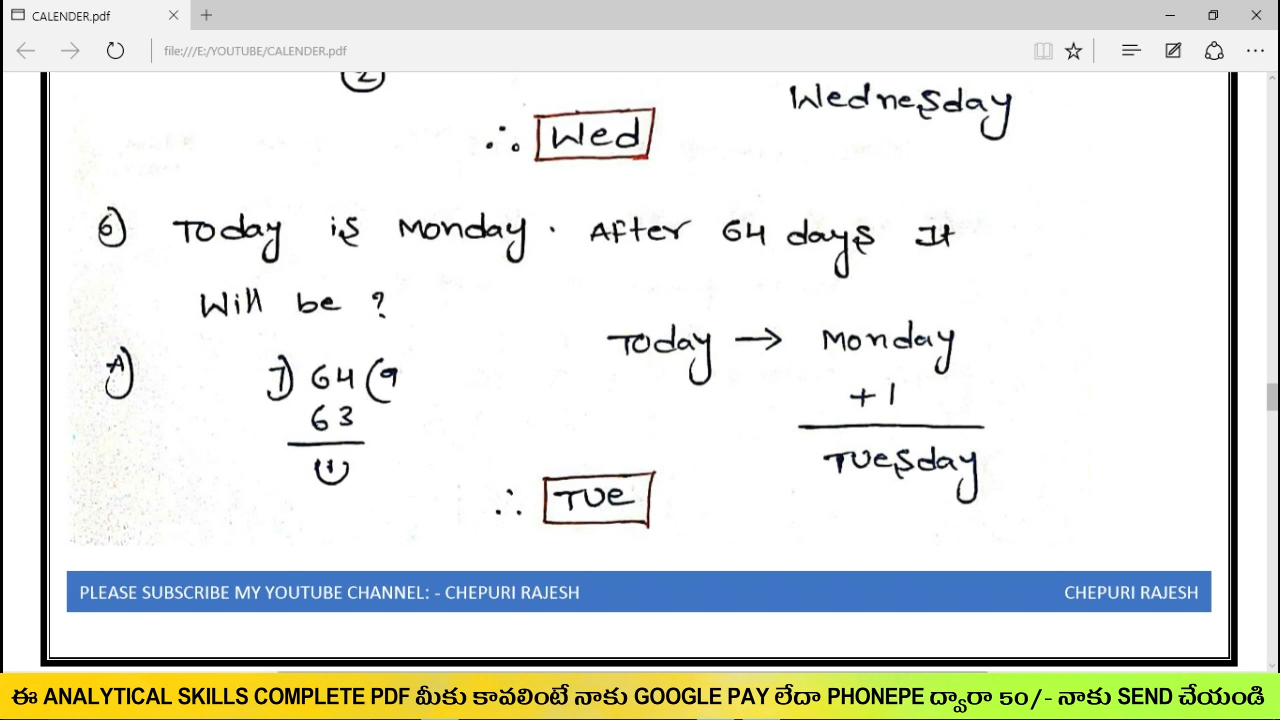 CALENDER.pdf
file:///E:/YOUTUBE/CALENDER.pdf
2
Wednesday
∴ Wed
6) Today is Monday. After 64 days It
Will be ?
Today → Monday
A) 7) 64 (9
+1
63
1
Tuesday
∴ Tue
PLEASE SUBSCRIBE MY YOUTUBE CHANNEL: - CHEPURI RAJESH CHEPURI RAJESH
ఈ ANALYTICAL SKILLS COMPLETE PDF మీకు కావలింటే నాకు GOOGLE PAY లేదా PHONEPE ద్వారా 50/- నాకు SEND చేయండి